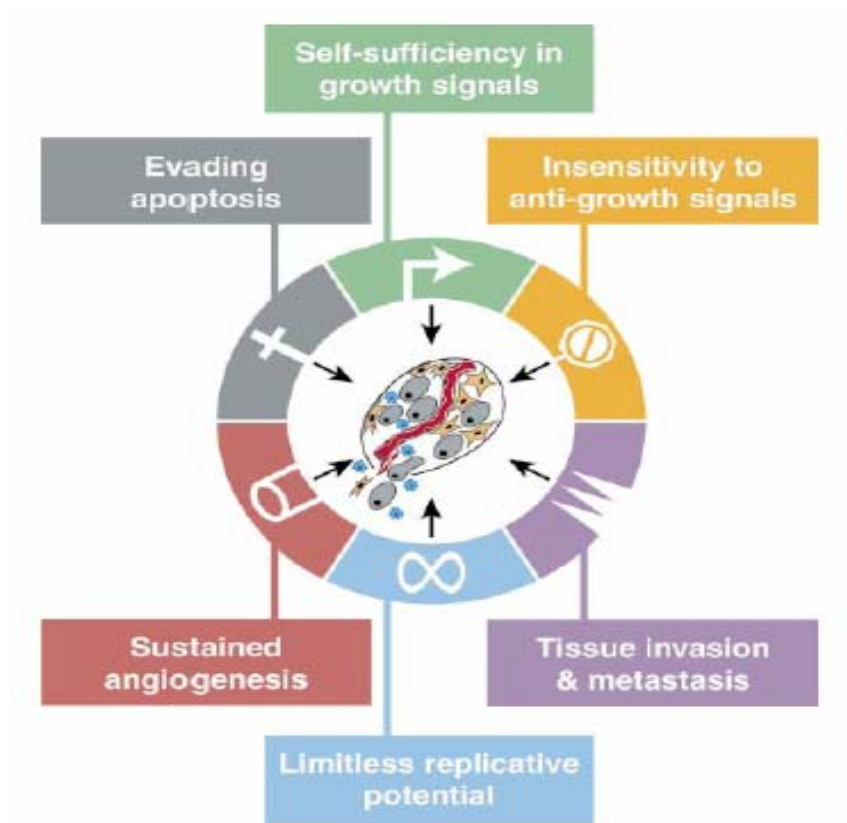 Self-sufficiency in
growth signals
Evading
apoptosis
Insensitivity to
anti-growth signals
Sustained
angiogenesis
Tissue invasion
& metastasis
Limitless replicative
potential